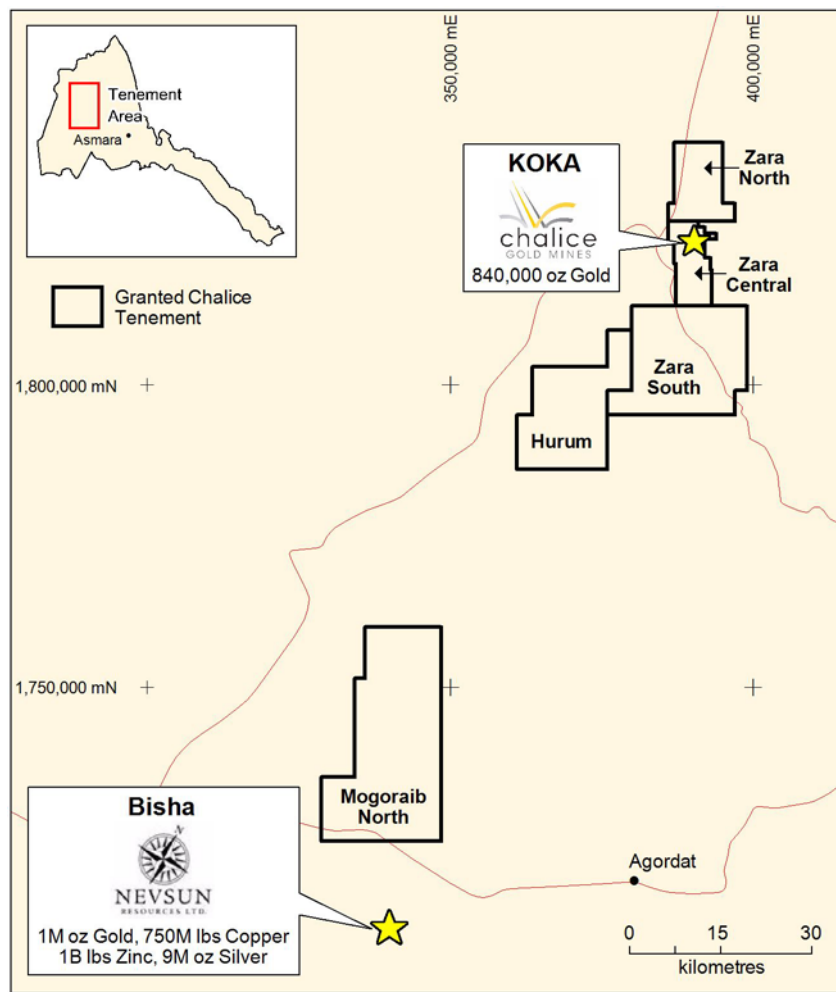 350,000 mE
400,000 mE
Tenement
Area
Asmara
KOKA
chalice
GOLD MINES
840,000 oz Gold
Zara
North
Zara
Central
Granted Chalice
Tenement
1,800,000 mN
Zara
South
Hurum
1,750,000 mN
Mogoraib
North
Bisha
N
NEVSUN
RESOURCES LTD.
1M oz Gold, 750M lbs Copper
1B lbs Zinc, 9M oz Silver
Agordat
0 15 30
kilometres